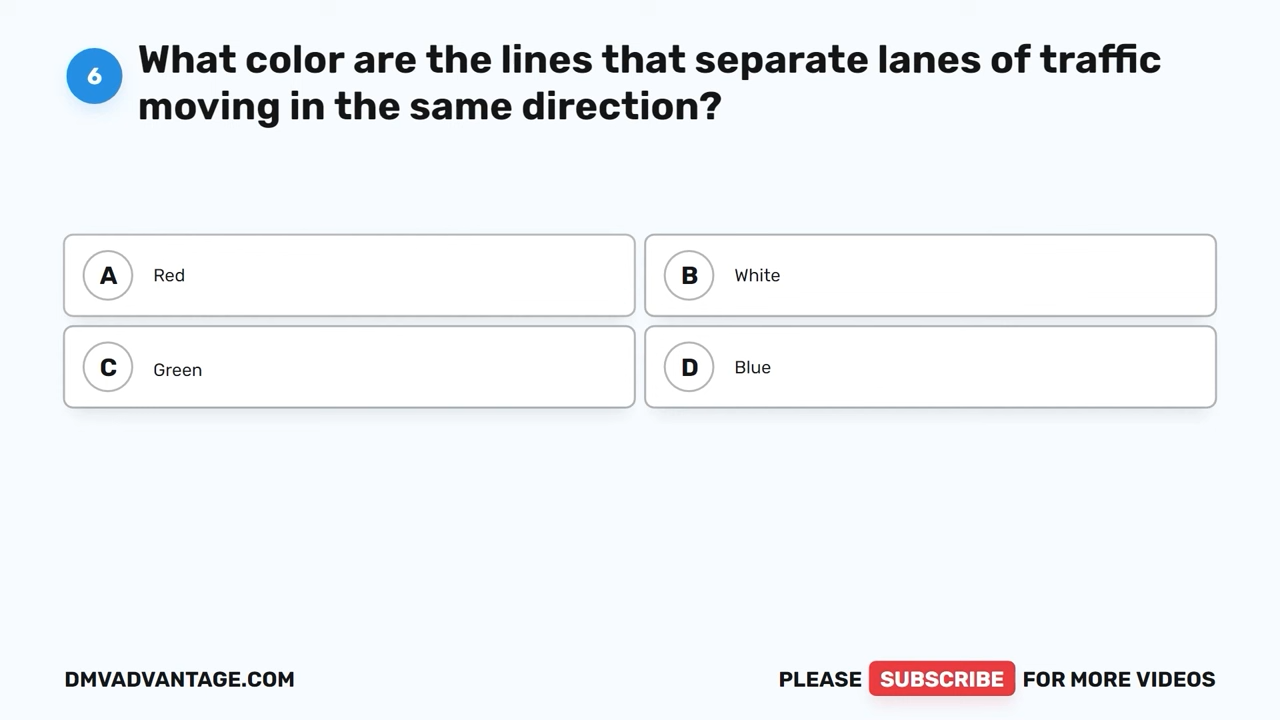 6
What color are the lines that separate lanes of traffic
moving in the same direction?
A Red
B White
C Green
D Blue
DMVADVANTAGE.COM
PLEASE SUBSCRIBE FOR MORE VIDEOS